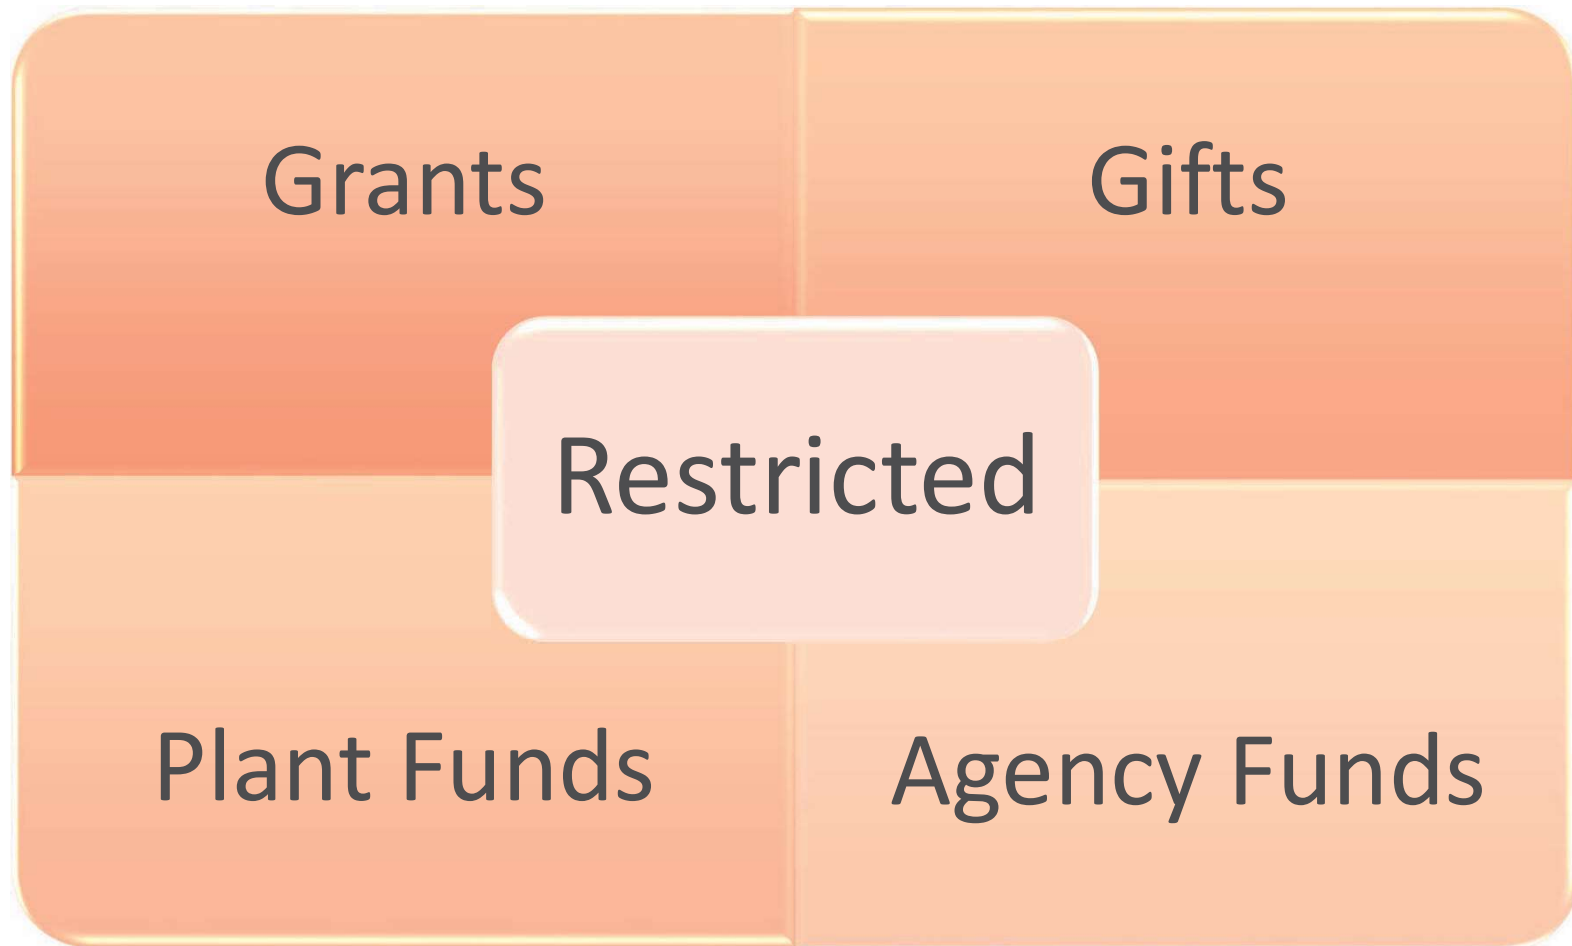 Grants
Gifts
Restricted
Plant Funds
Agency Funds